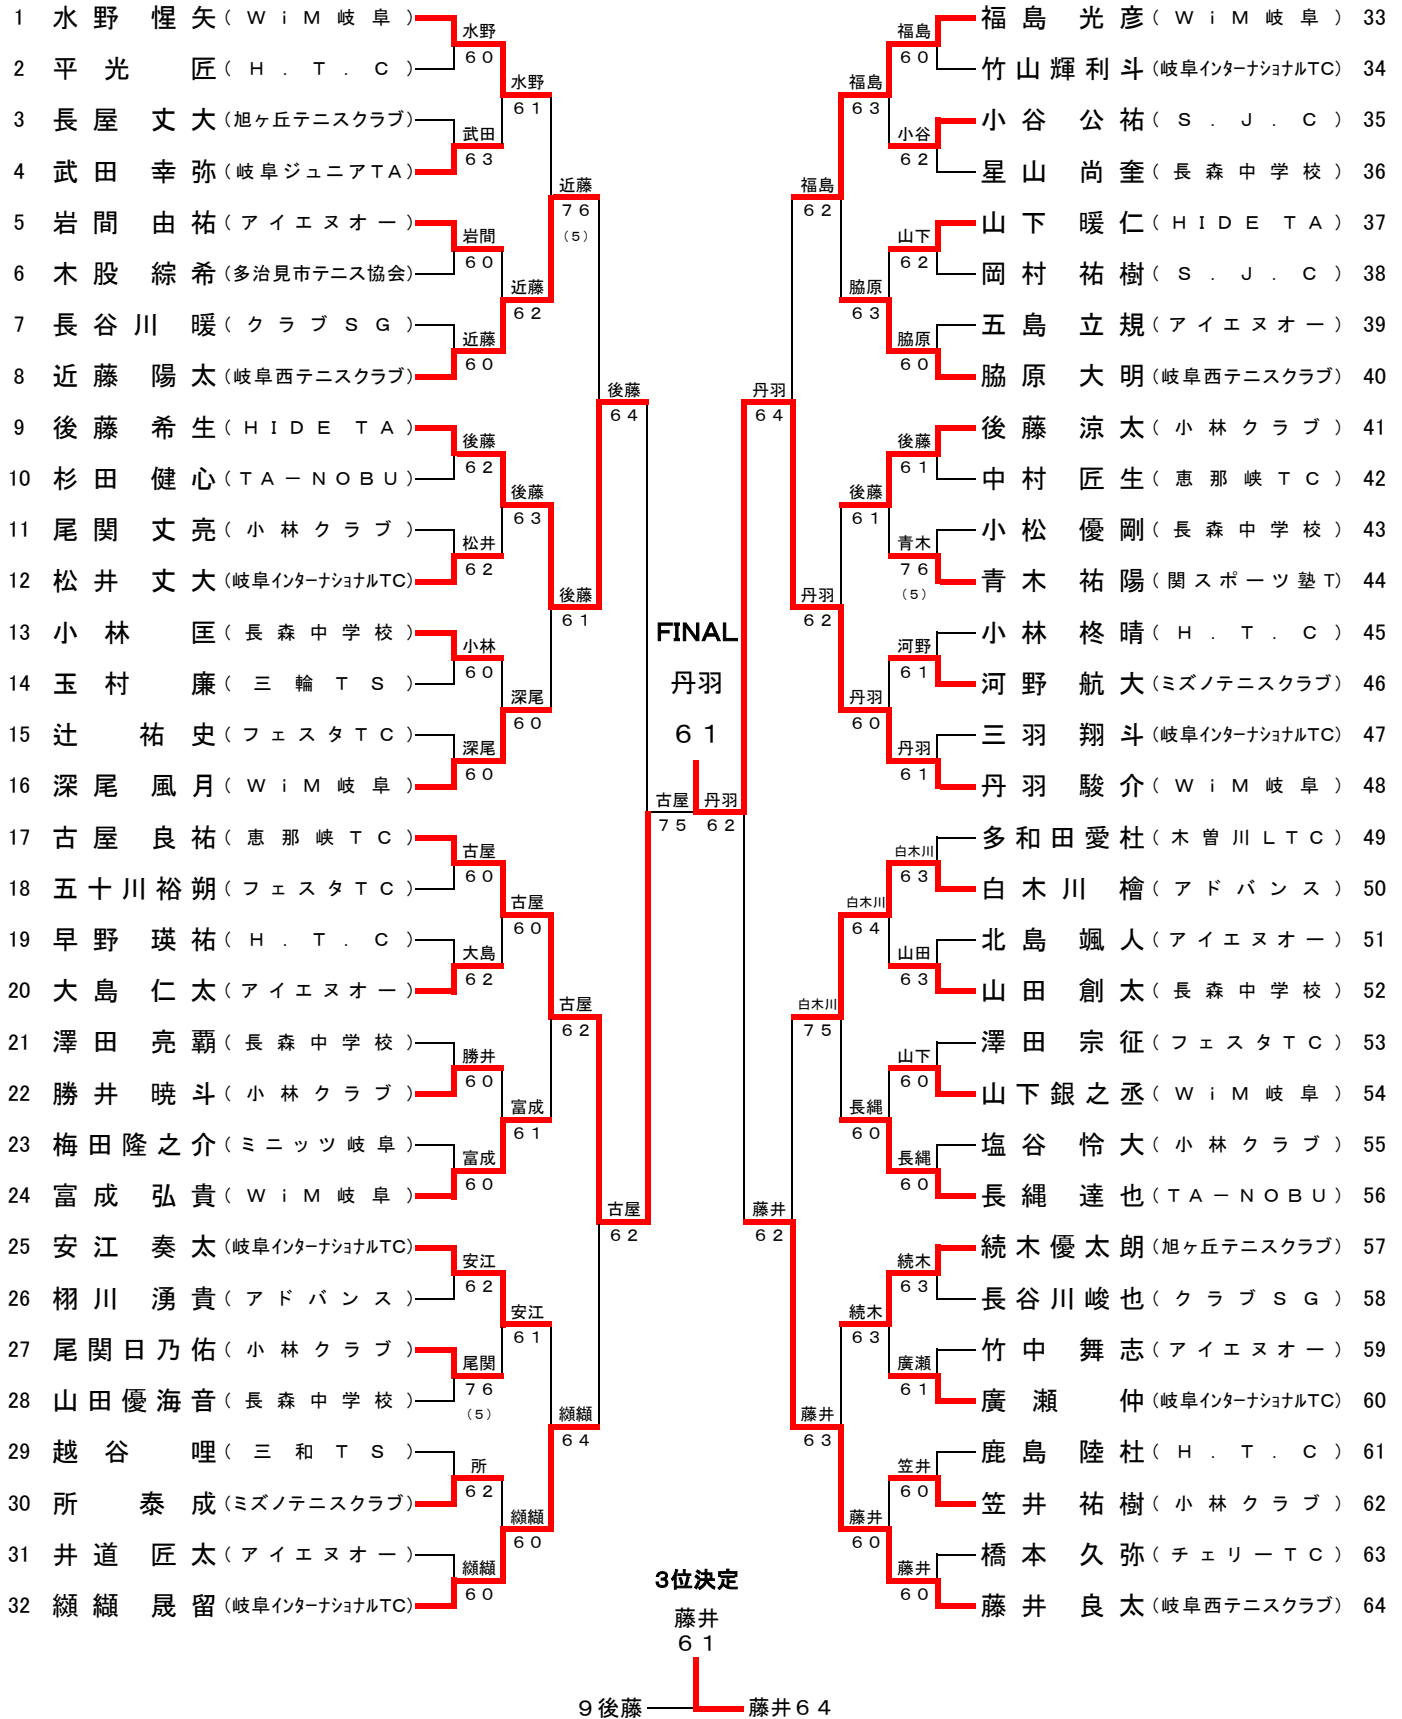 1 水野 惺矢 (WiM岐阜)
2 平光 匠 (H.T.C)
3 長屋 丈大 (旭ヶ丘テニスクラブ)
4 武田 幸弥 (岐阜ジュニアTA)
5 岩間 由祐 (アイエヌオー)
6 木股 綜希 (多治見市テニス協会)
7 長谷川 暖 (クラブSG)
8 近藤 陽太 (岐阜西テニスクラブ)
9 後藤 希生 (HIDE TA)
10 杉田 健心 (TA-NOBU)
11 尾関 丈亮 (小林クラブ)
12 松井 丈大 (岐阜インターナショナルTC)
13 小林 匡 (長森中学校)
14 玉村 廉 (三輪TS)
15 辻 祐史 (フェスタTC)
16 深尾 風月 (WiM岐阜)
17 古屋 良祐 (恵那峡TC)
18 五十川裕朔 (フェスタTC)
19 早野 瑛祐 (H.T.C)
20 大島 仁太 (アイエヌオー)
21 澤田 亮覇 (長森中学校)
22 勝井 暁斗 (小林クラブ)
23 梅田隆之介 (ミニッツ岐阜)
24 富成 弘貴 (WiM岐阜)
25 安江 奏太 (岐阜インターナショナルTC)
26 栩川 湧貴 (アドバンス)
27 尾関日乃佑 (小林クラブ)
28 山田優海音 (長森中学校)
29 越谷 哩 (三和TS)
30 所 泰成 (ミズノテニスクラブ)
31 井道 匠太 (アイエヌオー)
32 纐纈 晟留 (岐阜インターナショナルTC)
水野
60
武田
63
岩間
60
近藤
60
後藤
62
松井
62
小林
60
深尾
60
古屋
60
大島
62
勝井
60
富成
60
安江
62
尾関
76
(5)
所
62
纐纈
60
水野
61
近藤
62
後藤
63
深尾
60
古屋
60
富成
61
安江
61
纐纈
60
近藤
76
(5)
後藤
61
古屋
62
纐纈
64
後藤
64
古屋
62
古屋
75
FINAL
丹羽
61
丹羽
62
丹羽
64
藤井
62
福島
62
丹羽
62
白木川
75
藤井
63
福島
63
脇原
63
後藤
61
丹羽
60
白木川
64
長縄
60
続木
63
藤井
60
福島
60
小谷
62
山下
62
脇原
60
後藤
61
青木
76
(5)
河野
61
丹羽
61
白木川
63
山田
63
山下
60
長縄
60
続木
63
廣瀬
61
笠井
60
藤井
60
福島 光彦 (WiM岐阜) 33
竹山輝利斗 (岐阜インターナショナルTC) 34
小谷 公祐 (S.J.C) 35
星山 尚奎 (長森中学校) 36
山下 暖仁 (HIDE TA) 37
岡村 祐樹 (S.J.C) 38
五島 立規 (アイエヌオー) 39
脇原 大明 (岐阜西テニスクラブ) 40
後藤 涼太 (小林クラブ) 41
中村 匠生 (恵那峡TC) 42
小松 優剛 (長森中学校) 43
青木 祐陽 (関スポーツ塾T) 44
小林 柊晴 (H.T.C) 45
河野 航大 (ミズノテニスクラブ) 46
三羽 翔斗 (岐阜インターナショナルTC) 47
丹羽 駿介 (WiM岐阜) 48
多和田愛杜 (木曽川LTC) 49
白木川 檜 (アドバンス) 50
北島 颯人 (アイエヌオー) 51
山田 創太 (長森中学校) 52
澤田 宗征 (フェスタTC) 53
山下銀之丞 (WiM岐阜) 54
塩谷 怜大 (小林クラブ) 55
長縄 達也 (TA-NOBU) 56
続木優太朗 (旭ヶ丘テニスクラブ) 57
長谷川峻也 (クラブSG) 58
竹中 舞志 (アイエヌオー) 59
廣瀬 仲 (岐阜インターナショナルTC) 60
鹿島 陸杜 (H.T.C) 61
笠井 祐樹 (小林クラブ) 62
橋本 久弥 (チェリーTC) 63
藤井 良太 (岐阜西テニスクラブ) 64
3位決定
藤井
61
9後藤 藤井64